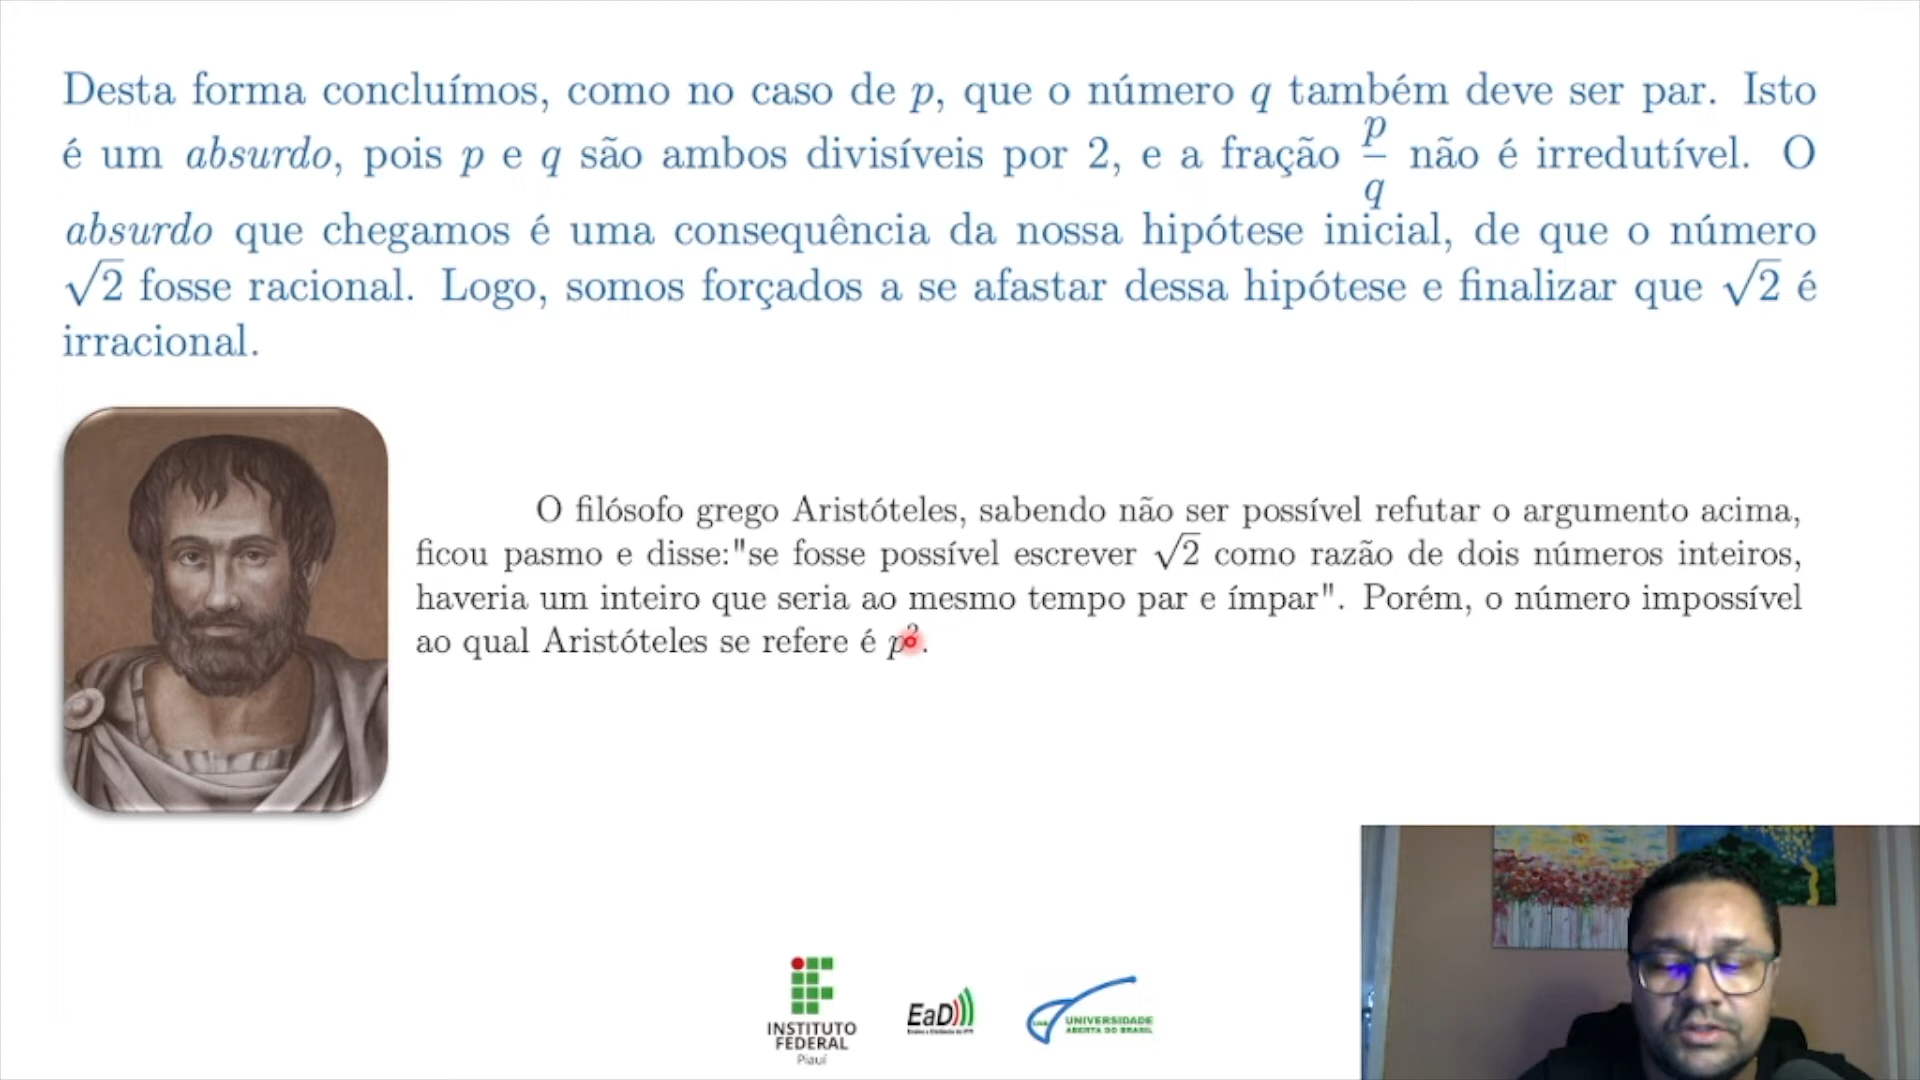 Desta forma concluímos, como no caso de p, que o número q também deve ser par. Isto
é um absurdo, pois p e q são ambos divisíveis por 2, e a fração p/q não é irredutível. O
absurdo que chegamos é uma consequência da nossa hipótese inicial, de que o número
√2 fosse racional. Logo, somos forçados a se afastar dessa hipótese e finalizar que √2 é
irracional.
O filósofo grego Aristóteles, sabendo não ser possível refutar o argumento acima,
ficou pasmo e disse:"se fosse possível escrever √2 como razão de dois números inteiros,
haveria um inteiro que seria ao mesmo tempo par e ímpar". Porém, o número impossível
ao qual Aristóteles se refere é p².
INSTITUTO
FEDERAL
Piauí
EaD
UNIVERSIDADE
ABERTA DO BRASIL